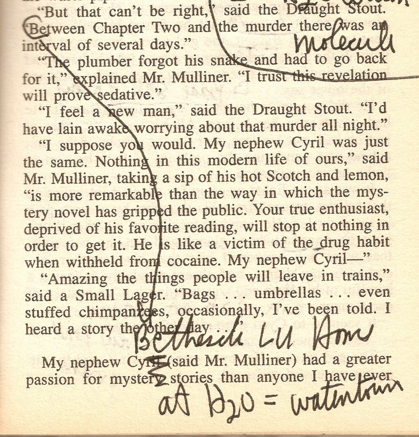 "But that can't be right," said the Draught Stout.
"Between Chapter Two and the murder there was an
molecule
interval of several days."
"The plumber forgot his snake and had to go back
for it," explained Mr. Mulliner. "I trust this revelation
will prove sedative."
"I feel a new man," said the Draught Stout. "I'd
have lain awake worrying about that murder all night."
"I suppose you would. My nephew Cyril was just
the same. Nothing in this modern life of ours," said
Mr. Mulliner, taking a sip of his hot Scotch and lemon,
"is more remarkable than the way in which the mys-
tery novel has gripped the public. Your true enthusiast,
deprived of his favorite reading, will stop at nothing in
order to get it. He is like a victim of the drug habit
when withheld from cocaine. My nephew Cyril—"
"Amazing the things people will leave in trains,"
said a Small Lager. "Bags . . . umbrellas . . . even
stuffed chimpanzees, occasionally, I've been told. I
heard a story the other day . . ."
My nephew Cyril (said Mr. Mulliner) had a greater
passion for mystery stories than anyone I have ever
at H2O = watertown